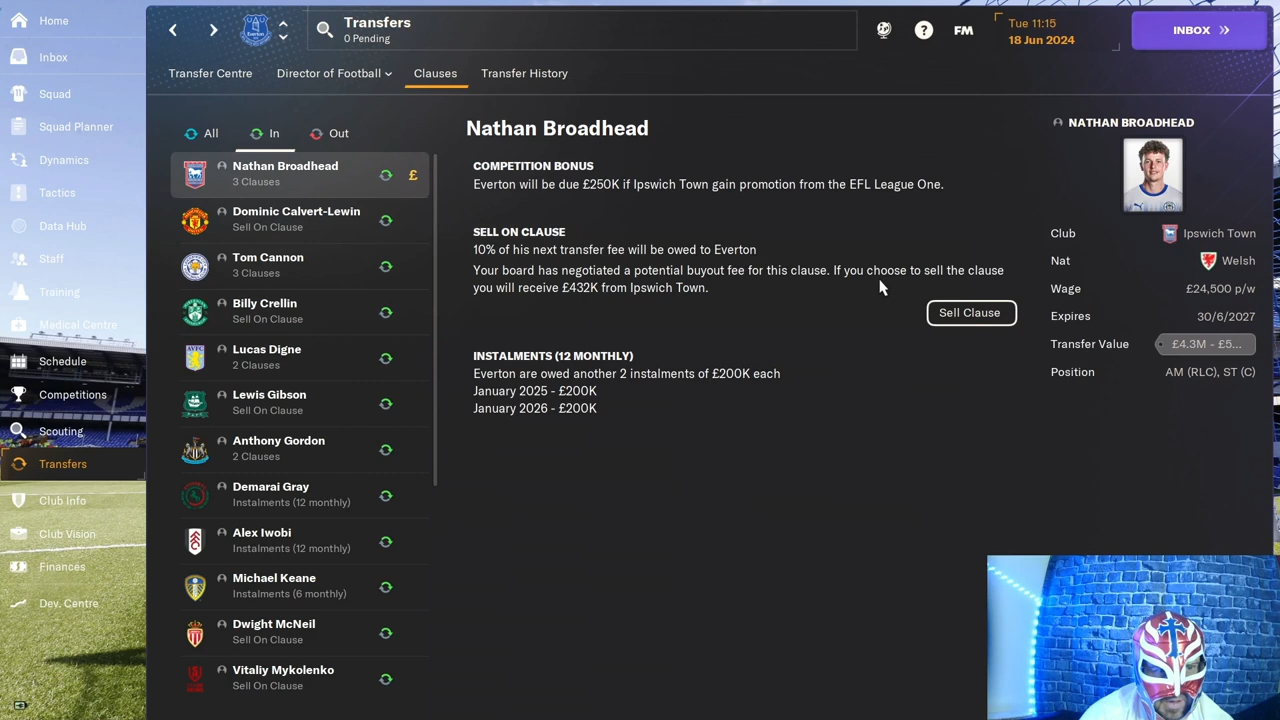 Home
Inbox
Squad
Squad Planner
Dynamics
Tactics
Data Hub
Staff
Training
Medical Centre
Schedule
Competitions
Scouting
Transfers
Club Info
Club Vision
Finances
Dev. Centre
Everton
Transfers
0 Pending
?
FM
Tue 11:15
18 Jun 2024
INBOX
Transfer Centre
Director of Football
Clauses
Transfer History
All
In
Out
Nathan Broadhead
3 Clauses
£
Dominic Calvert-Lewin
Sell On Clause
Tom Cannon
3 Clauses
Billy Crellin
Sell On Clause
Lucas Digne
2 Clauses
Lewis Gibson
Sell On Clause
Anthony Gordon
2 Clauses
Demarai Gray
Instalments (12 monthly)
Alex Iwobi
Instalments (12 monthly)
Michael Keane
Instalments (6 monthly)
Dwight McNeil
Sell On Clause
Vitaliy Mykolenko
Sell On Clause
Nathan Broadhead
COMPETITION BONUS
Everton will be due £250K if Ipswich Town gain promotion from the EFL League One.
SELL ON CLAUSE
10% of his next transfer fee will be owed to Everton
Your board has negotiated a potential buyout fee for this clause. If you choose to sell the clause
you will receive £432K from Ipswich Town.
Sell Clause
INSTALMENTS (12 MONTHLY)
Everton are owed another 2 instalments of £200K each
January 2025 - £200K
January 2026 - £200K
NATHAN BROADHEAD
Club Ipswich Town
Nat Welsh
Wage £24,500 p/w
Expires 30/6/2027
Transfer Value £4.3M - £5...
Position AM (RLC), ST (C)